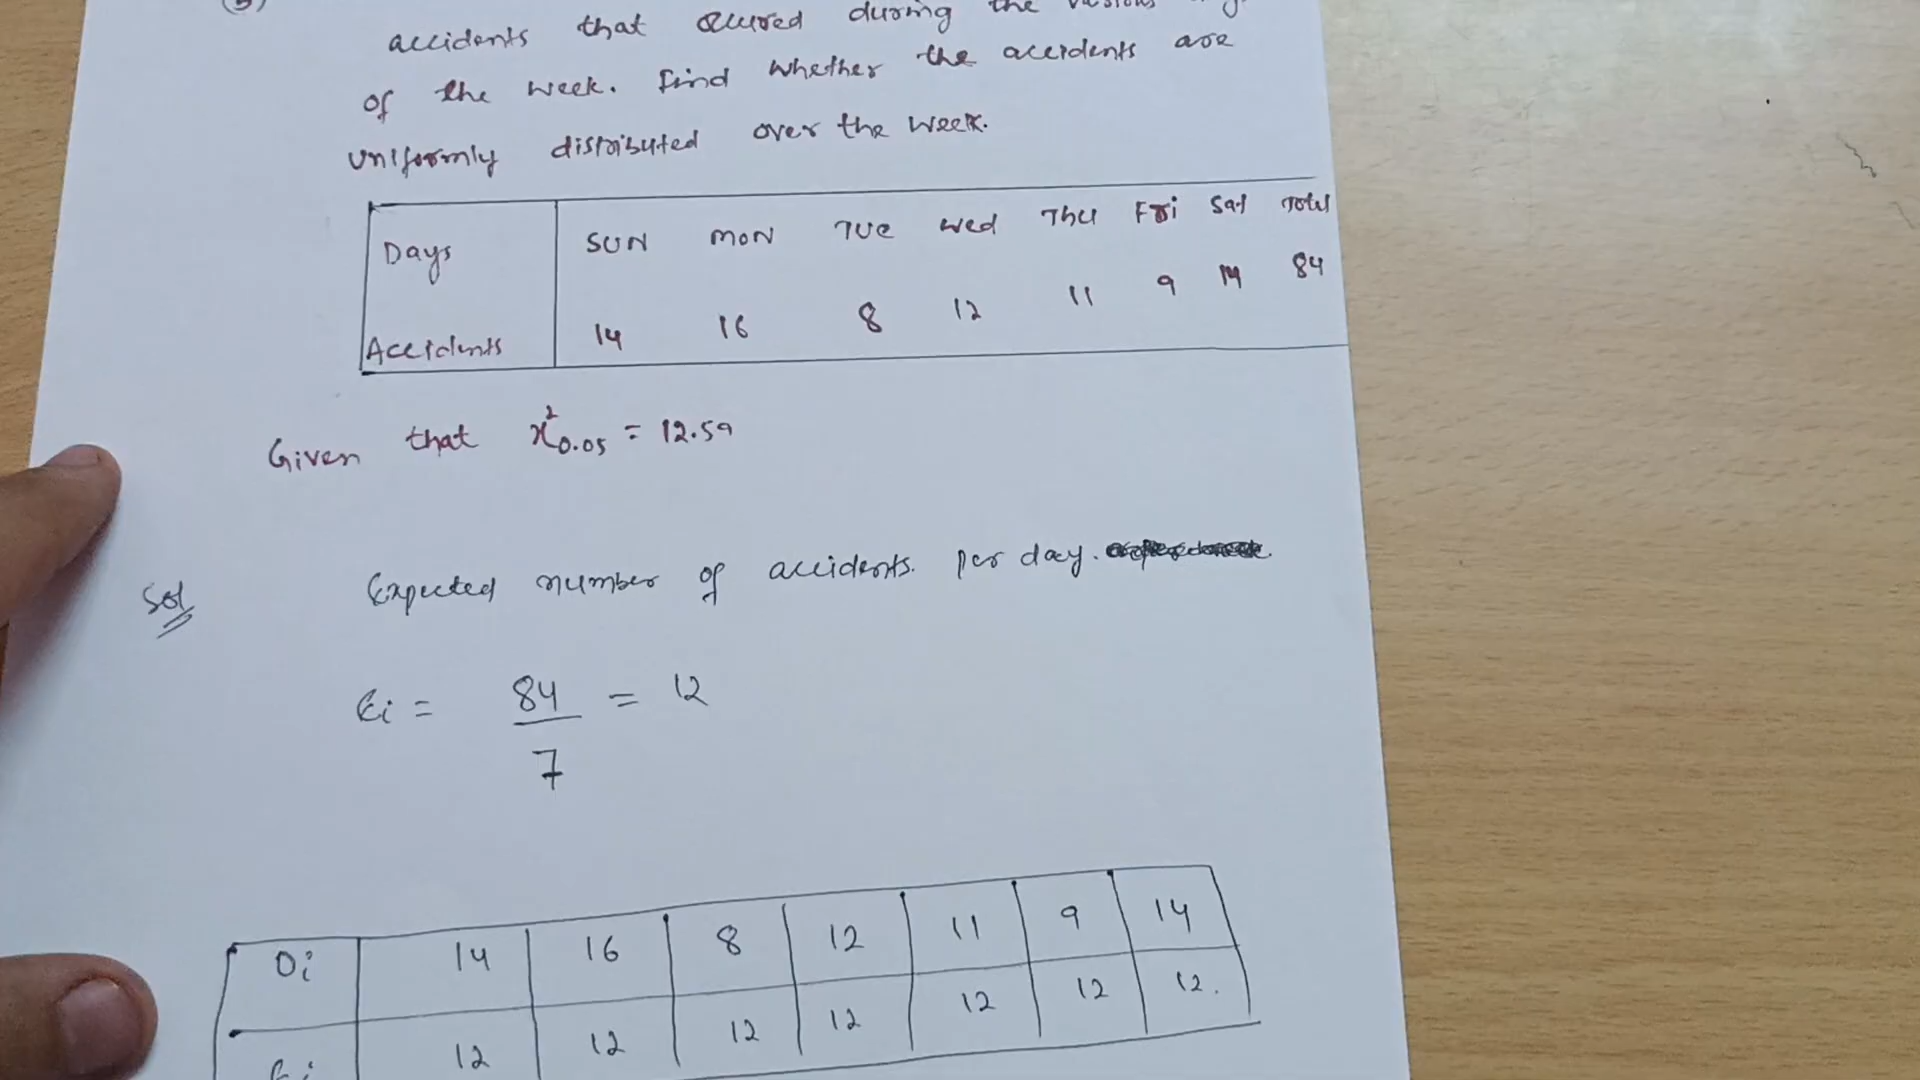 accidents that occured during the various
of the week. Find whether the accidents are
uniformly distributed over the week.
Days SUN MON TUE Wed Thu Fri Sat Total
Accidents 14 16 8 12 11 9 14 84
Given that χ²0.05 = 12.59
Sol Expected number of accidents. per day.
Ei = 84/7 = 12
Oi 14 16 8 12 11 9 14
Ei 12 12 12 12 12 12 12.